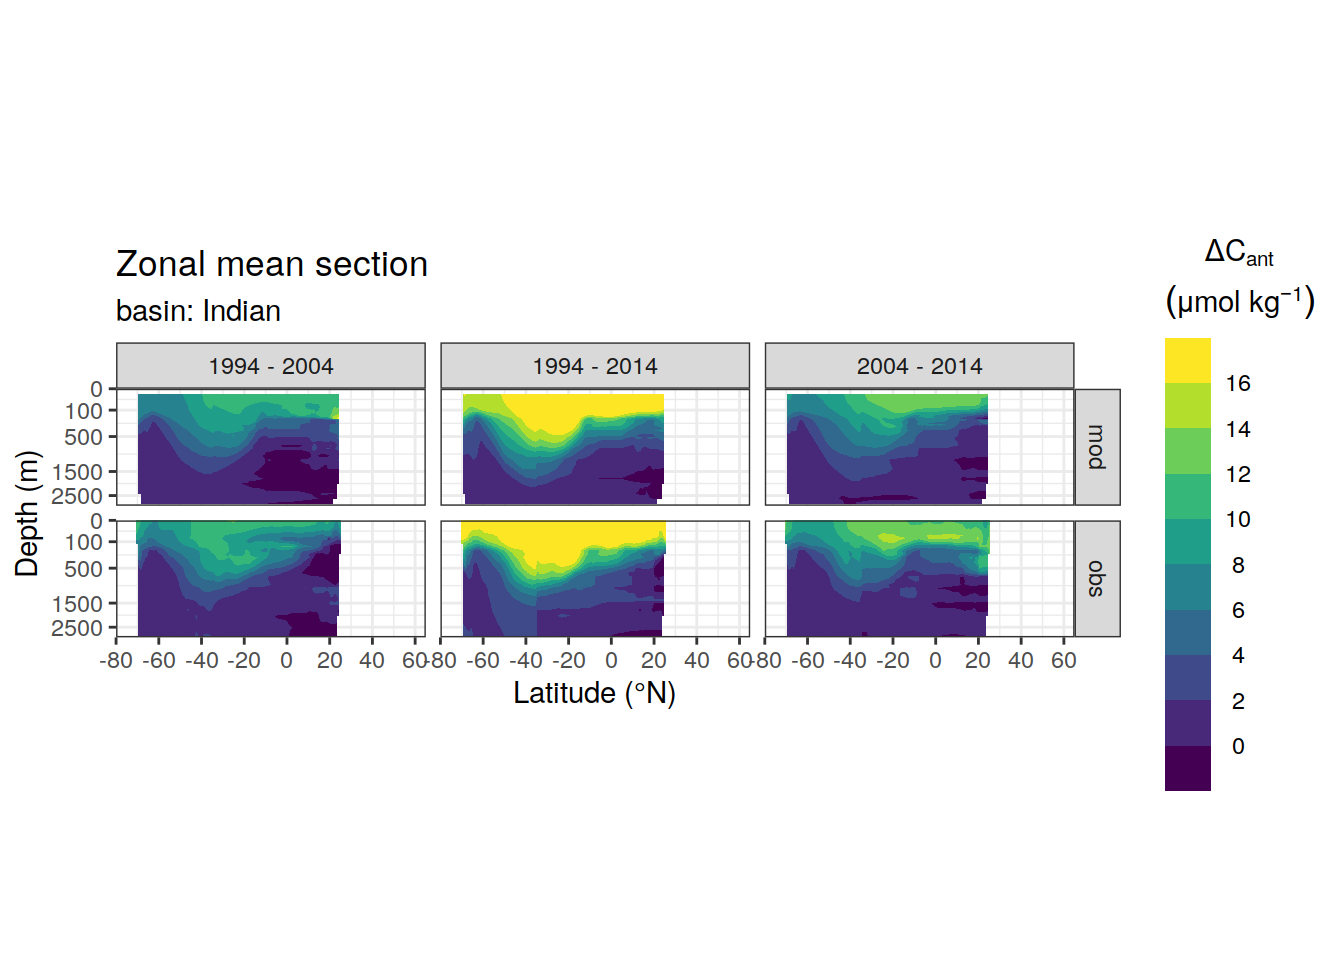 Zonal mean section
basin: Indian
1994 - 2004
1994 - 2014
2004 - 2014
0
100
500
1500
2500
mod
0
100
500
1500
2500
obs
-80 -60 -40 -20 0 20 40 60
-80 -60 -40 -20 0 20 40 60
-80 -60 -40 -20 0 20 40 60
Latitude (°N)
Depth (m)
ΔCant
(μmol kg⁻¹)
16
14
12
10
8
6
4
2
0